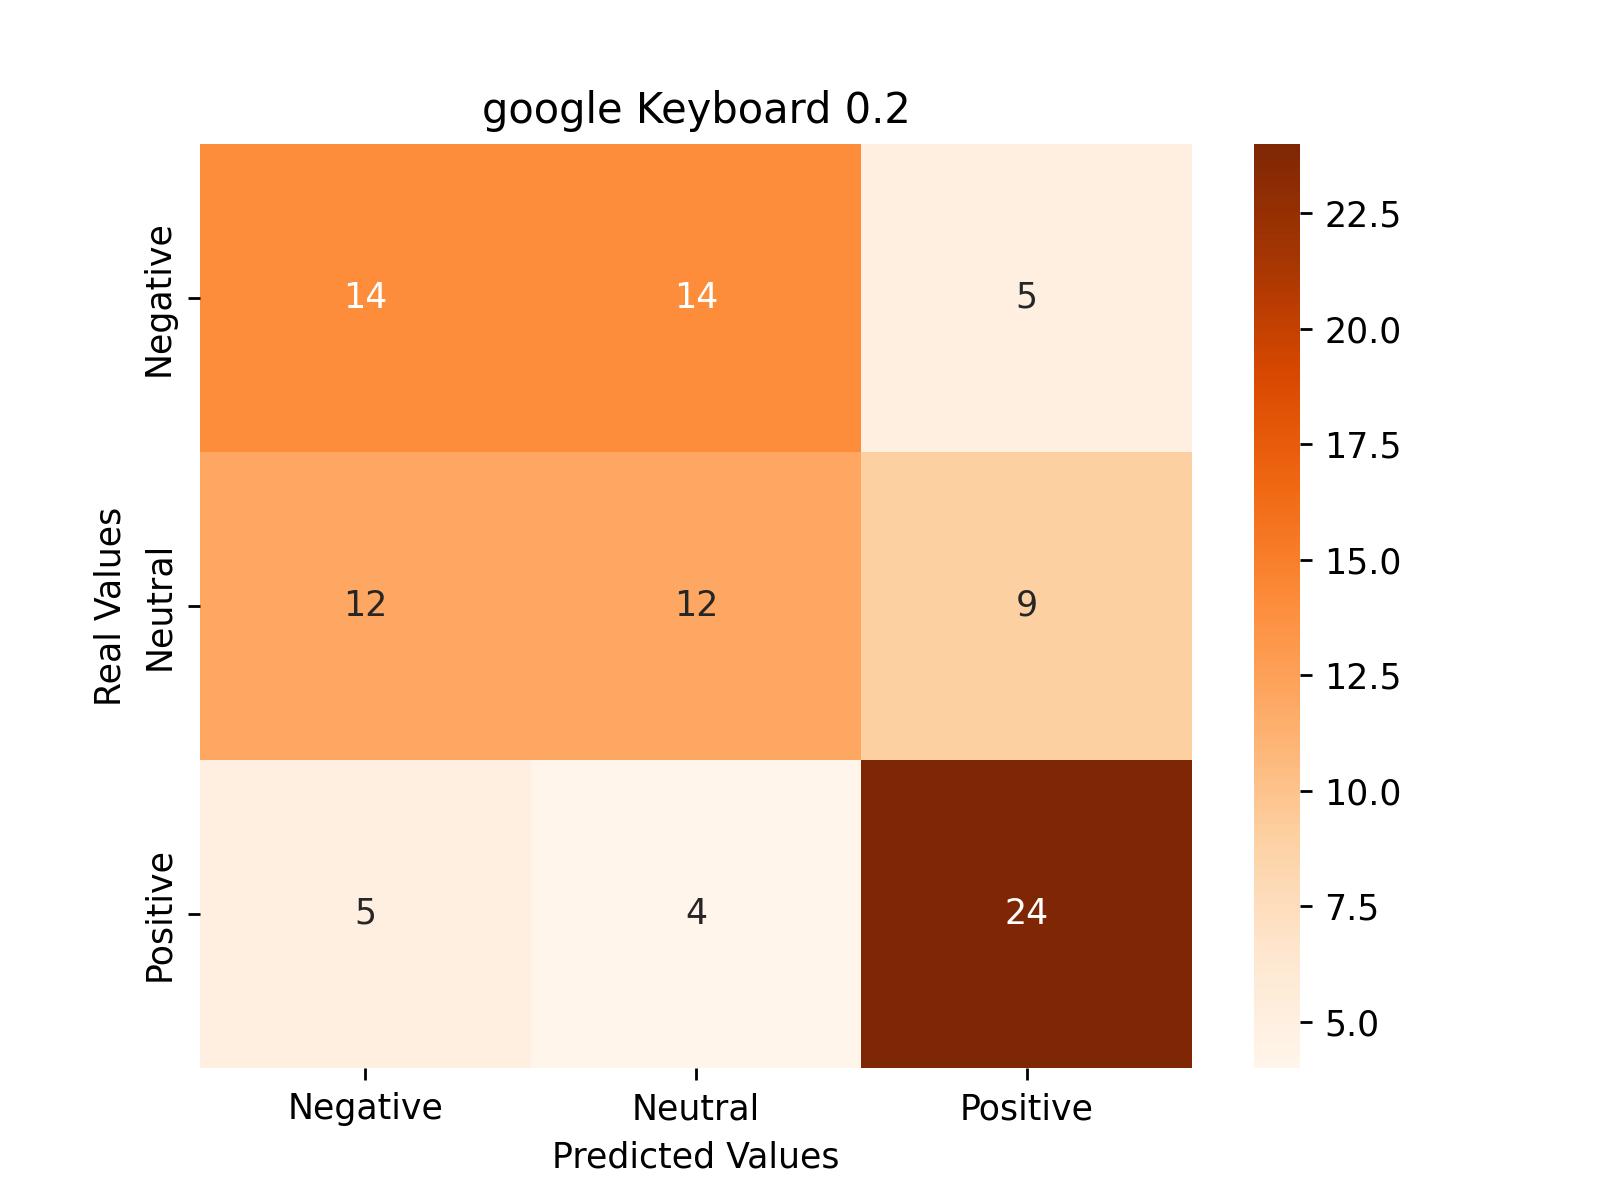 google Keyboard 0.2
Real Values
Negative
14 14 5
Neutral
12 12 9
Positive
5 4 24
Negative Neutral Positive
Predicted Values
22.5
20.0
17.5
15.0
12.5
10.0
7.5
5.0